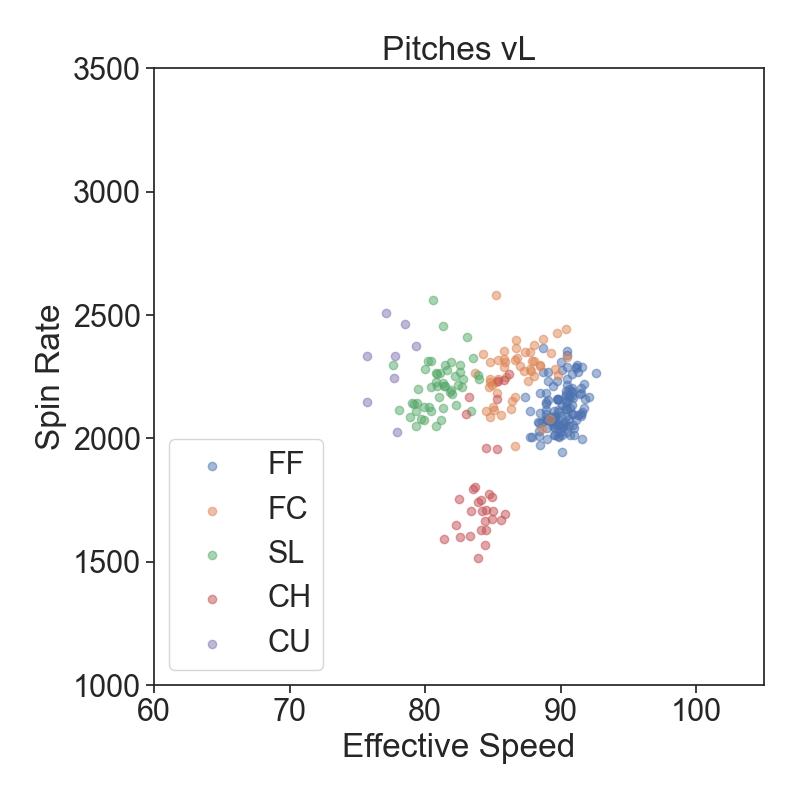 Pitches vL
3500
3000
2500
2000
1500
1000
Spin Rate
FF
FC
SL
CH
CU
60 70 80 90 100
Effective Speed